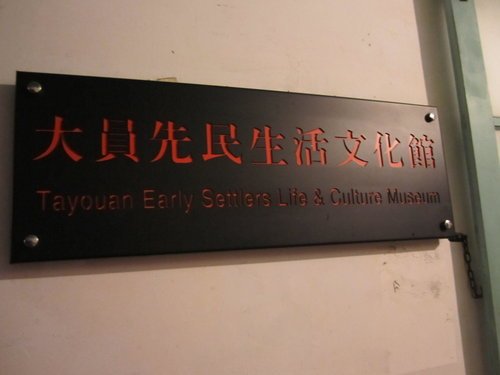 大員先民生活文化館
Tayouan Early Settlers Life & Culture Museum